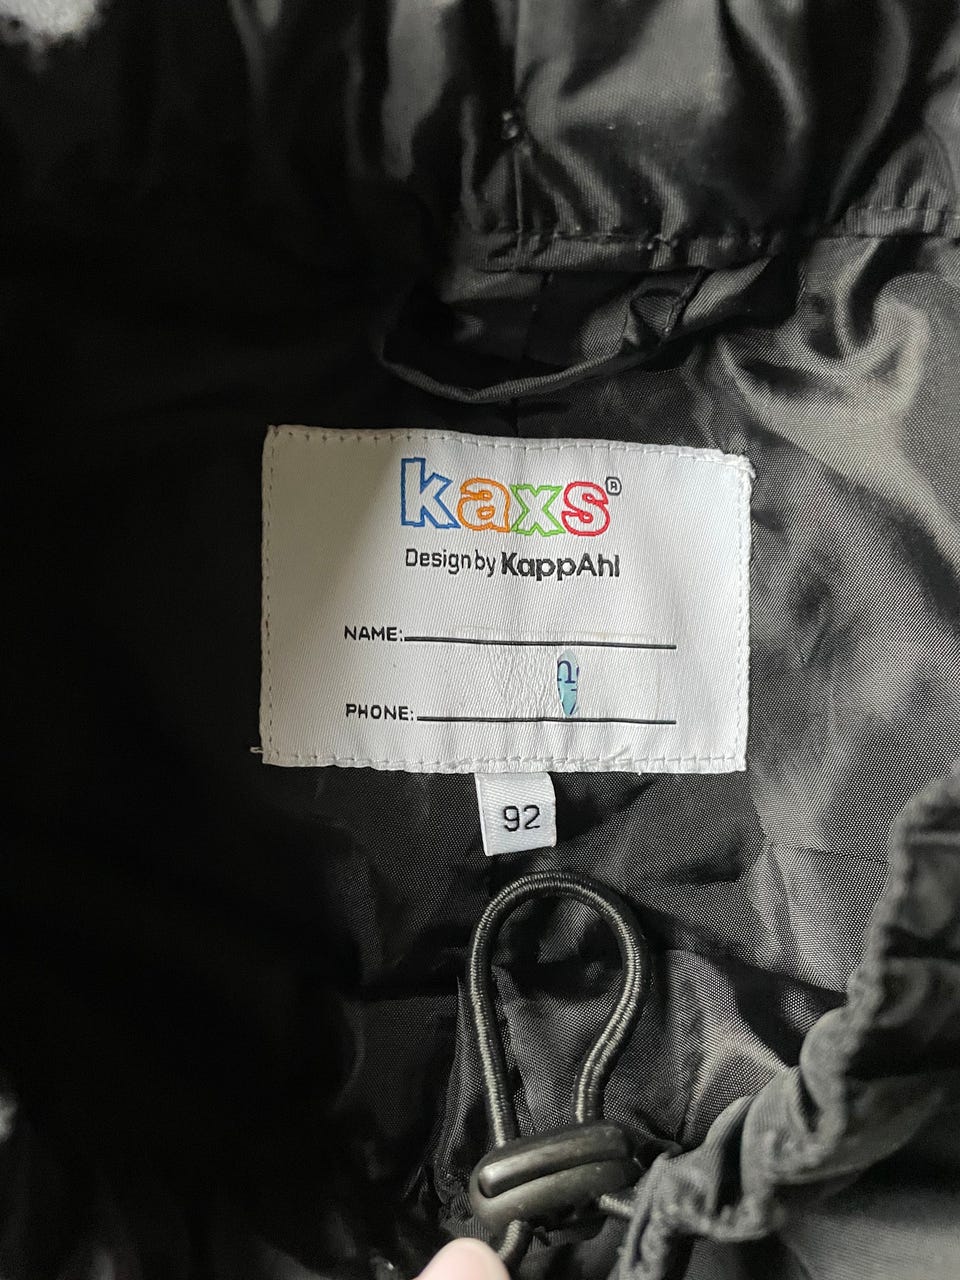 kaxs®
Design by KappAhl
NAME:
PHONE:
92